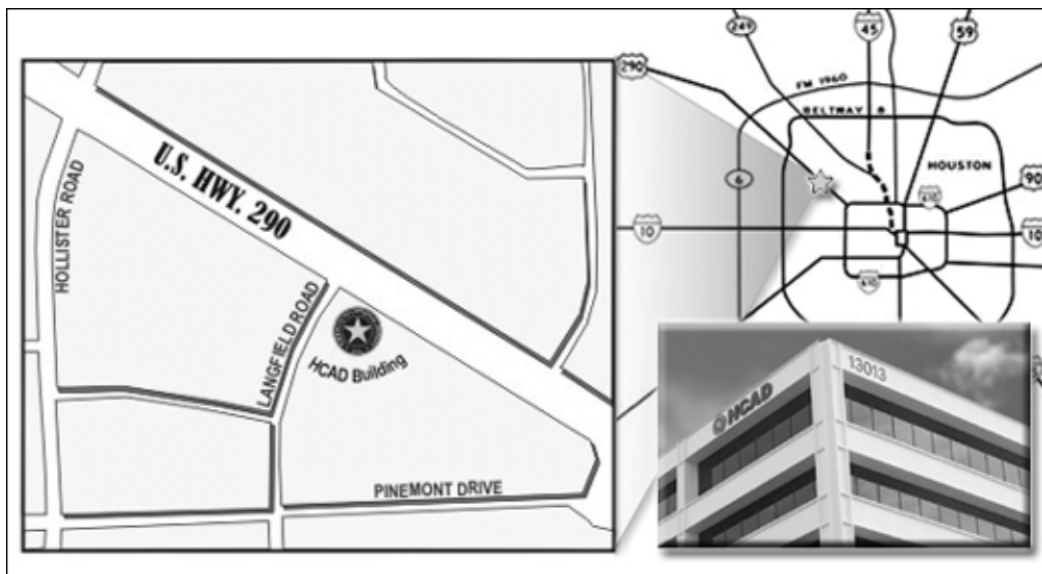 HOLLISTER ROAD
U.S. HWY. 290
LANGFIELD ROAD
HCAD Building
PINEMONT DRIVE
249
45
59
290
FM 1960
BELTWAY 8
HOUSTON
6
610
90
10
10
610
HCAD
13013